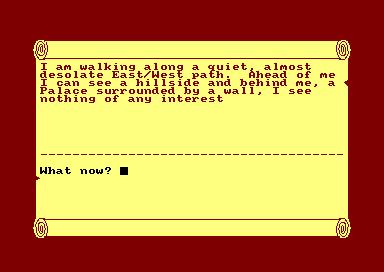 I am walking along a quiet, almost
desolate East/West path.  Ahead of me
I can see a hillside and behind me, a
Palace surrounded by a wall, I see
nothing of any interest
What now?